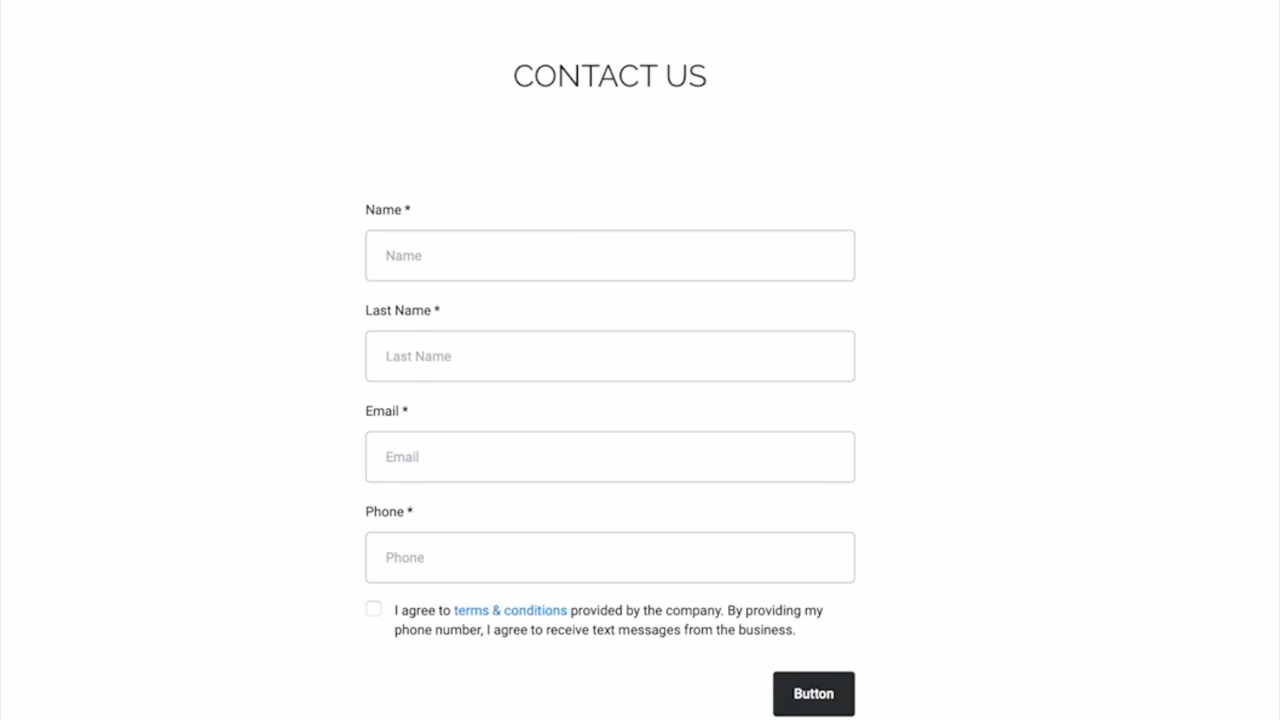 CONTACT US
Name *
Name
Last Name *
Last Name
Email *
Email
Phone *
Phone
I agree to terms & conditions provided by the company. By providing my
phone number, I agree to receive text messages from the business.
Button